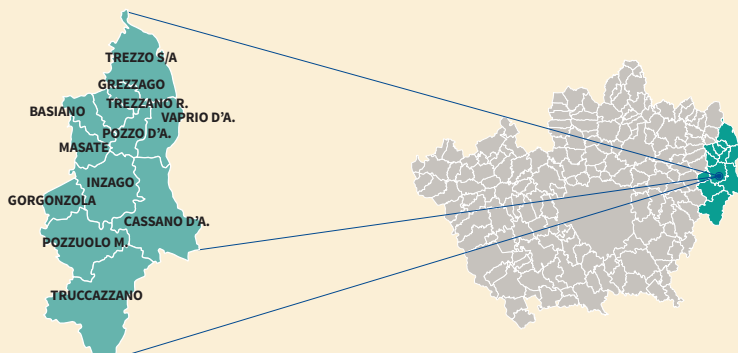 TREZZO S/A
GREZZAGO
TREZZANO R.
BASIANO
VAPRIO D'A.
POZZO D'A.
MASATE
INZAGO
GORGONZOLA
CASSANO D'A.
POZZUOLO M.
TRUCCAZZANO